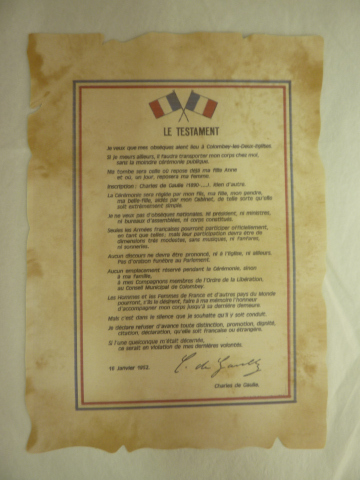 LE TESTAMENT
Je veux que mes obsèques aient lieu à Colombey-les-Deux-Églises.
Si je meurs ailleurs, il faudra transporter mon corps chez moi,
sans la moindre cérémonie publique.
Ma tombe sera celle où repose déjà ma fille Anne
et où, un jour, reposera ma femme.
Inscription : Charles de Gaulle (1890-....). Rien d'autre.
La Cérémonie sera réglée par mon fils, ma fille, mon gendre,
ma belle-fille, aidés par mon Cabinet, de telle sorte qu'elle
soit extrêmement simple.
Je ne veux pas d'obsèques nationales, ni président, ni ministres,
ni bureaux d'assemblées, ni corps constitués.
Seules les Armées françaises pourront participer officiellement,
en tant que telles; mais leur participation devra être de
dimensions très modestes, sans musiques, ni fanfares,
ni sonneries.
Aucun discours ne devra être prononcé, ni à l'Église, ni ailleurs.
Pas d'oraison funèbre au Parlement.
Aucun emplacement réservé pendant la Cérémonie, sinon
à ma famille,
à mes Compagnons membres de l'Ordre de la Libération,
au Conseil Municipal de Colombey.
Les Hommes et les Femmes de France et d'autres pays du Monde
pourront, s'ils le désirent, faire à ma mémoire l'honneur
d'accompagner mon corps jusqu'à sa dernière demeure
Mais c'est dans le silence que je souhaite qu'il y soit conduit.
Je déclare refuser d'avance toute distinction, promotion, dignité,
citation, déclaration, qu'elle soit française ou étrangère.
Si l'une quelconque m'était décernée,
ce serait en violation de mes dernières volontés.
16 Janvier 1952.
C. de Gaulle
Charles de Gaulle.